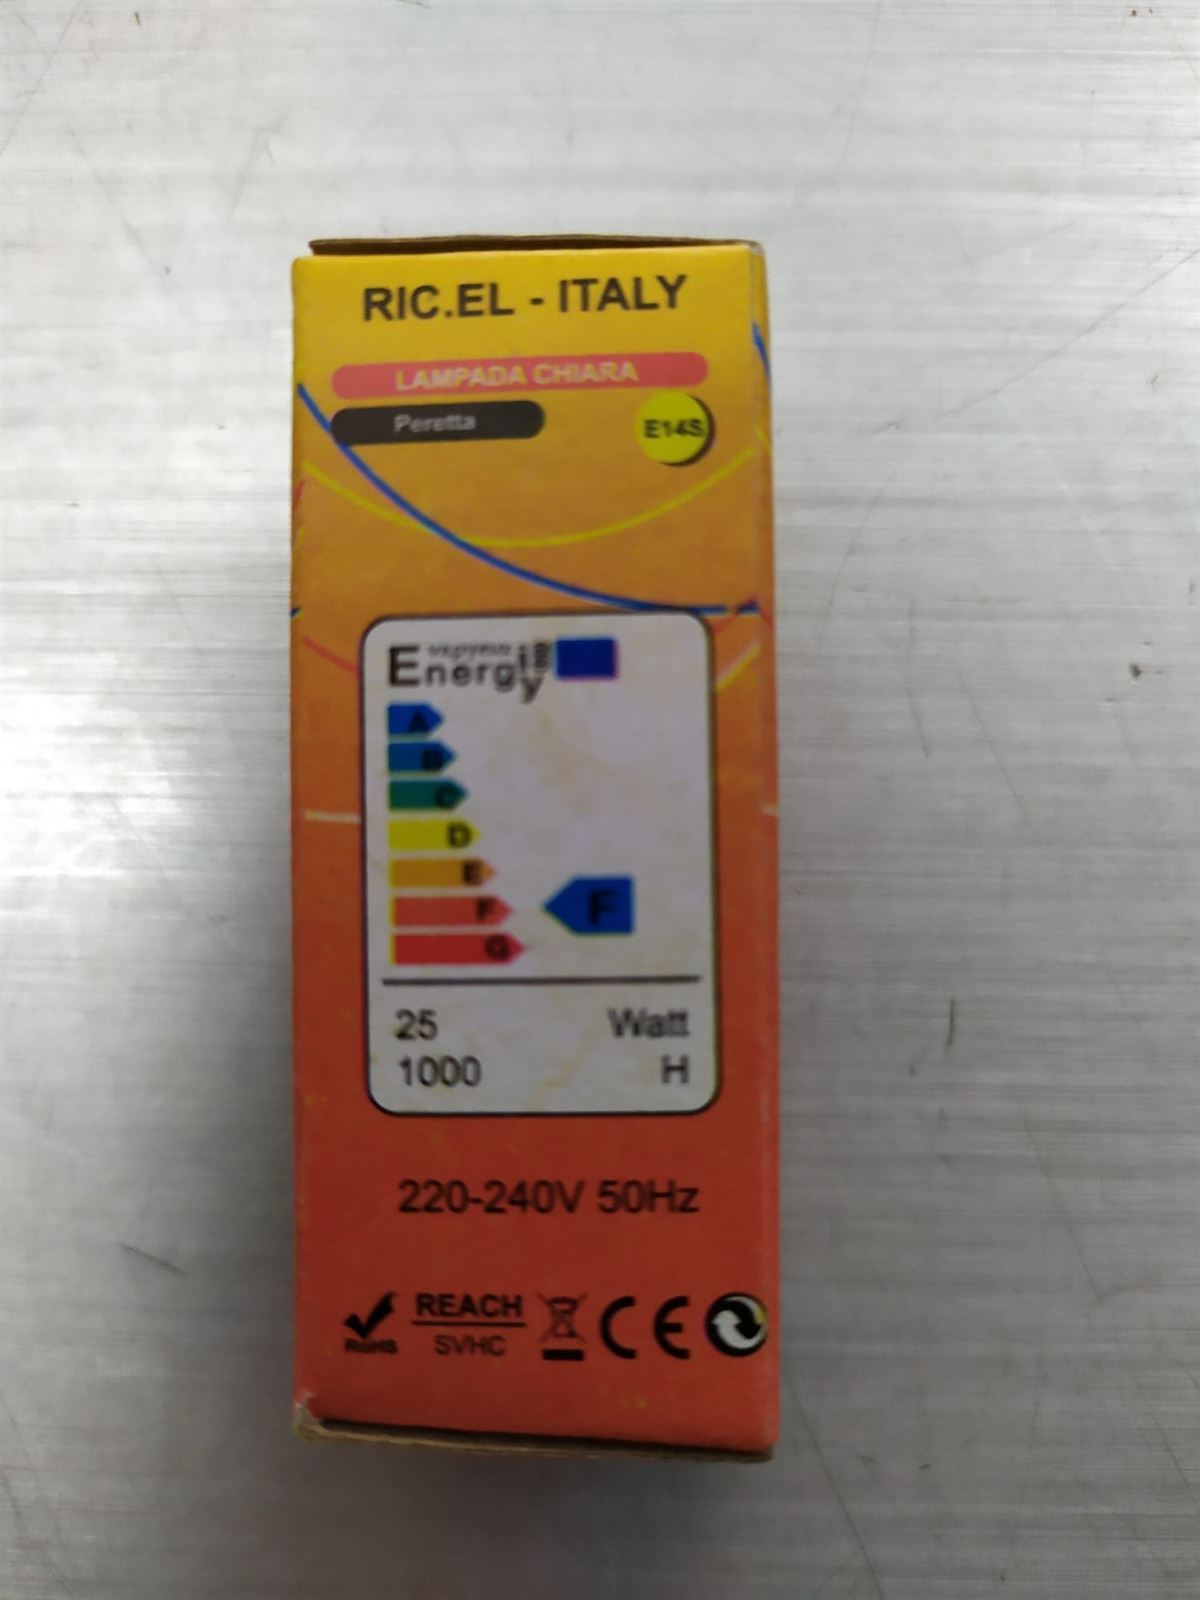 RIC.EL - ITALY
LAMPADA CHIARA
Peretta
E14S
Energy
A
B
C
D
E
F
F
G
25 Watt
1000 H
220-240V 50Hz
RoHS
REACH
SVHC
CE